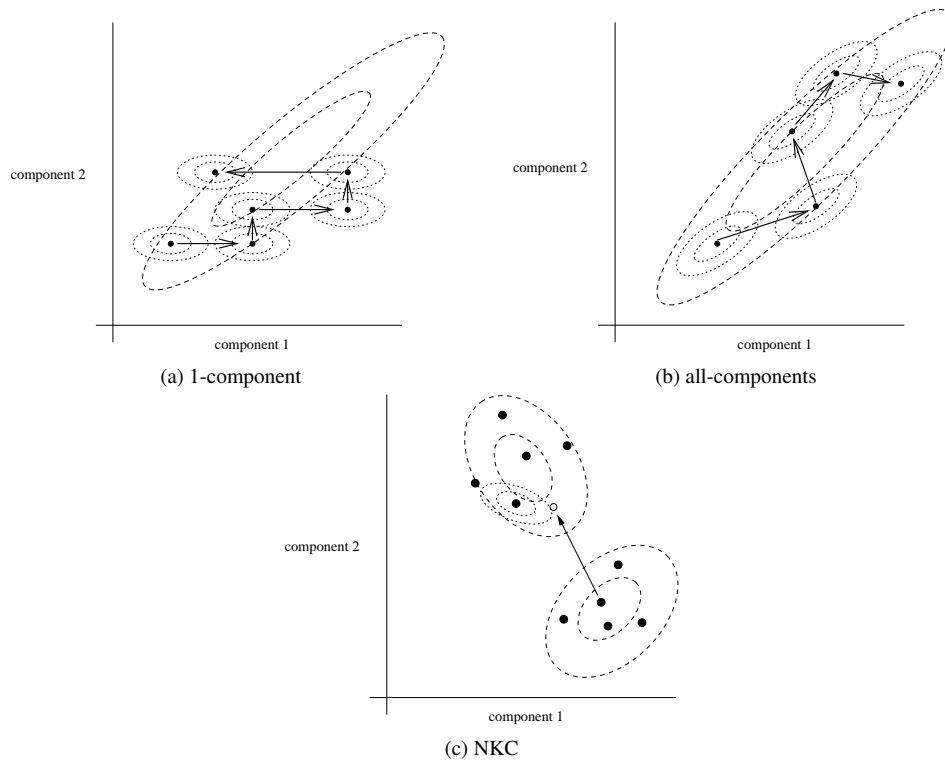 component 2
component 1
(a) 1-component
component 2
component 1
(b) all-components
component 2
component 1
(c) NKC